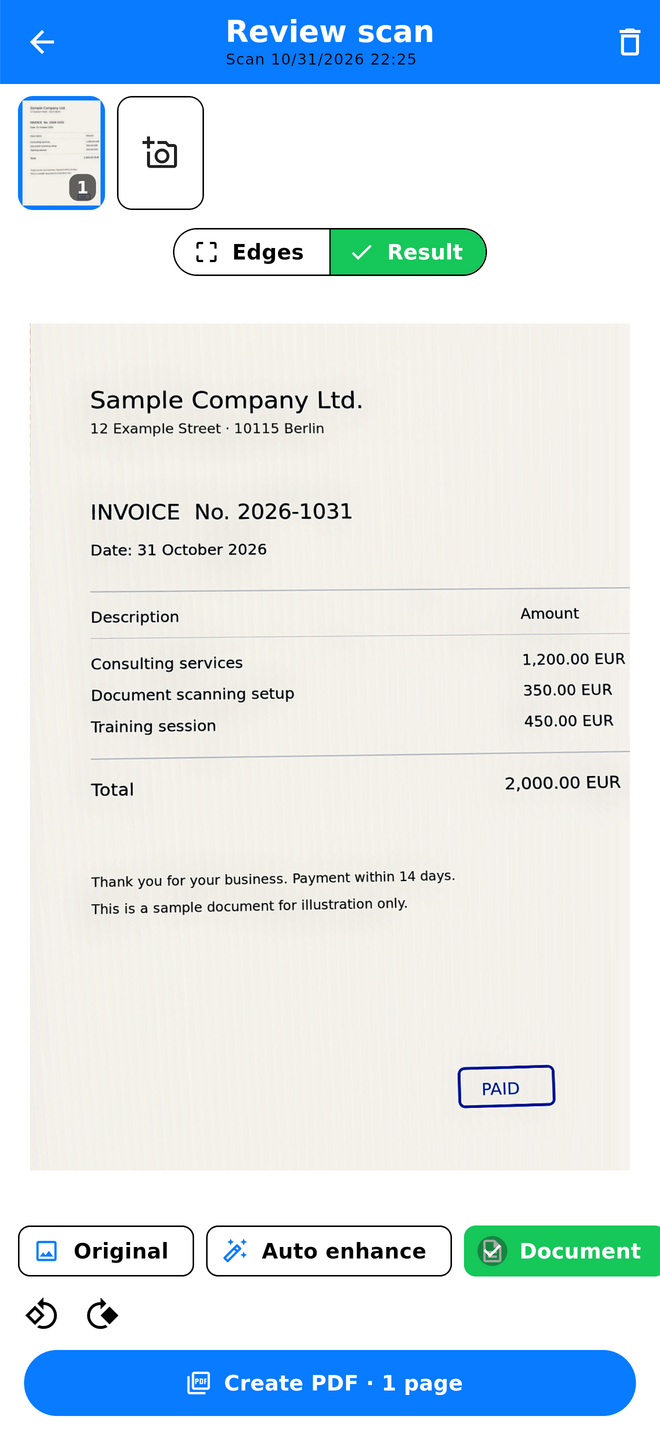 Review scan
Scan 10/31/2026 22:25
Sample Company Ltd.
1
Edges
Result
Sample Company Ltd.
12 Example Street · 10115 Berlin
INVOICE No. 2026-1031
Date: 31 October 2026
Description Amount
Consulting services 1,200.00 EUR
Document scanning setup 350.00 EUR
Training session 450.00 EUR
Total 2,000.00 EUR
Thank you for your business. Payment within 14 days.
This is a sample document for illustration only.
PAID
Original
Auto enhance
Document
PDF
Create PDF · 1 page